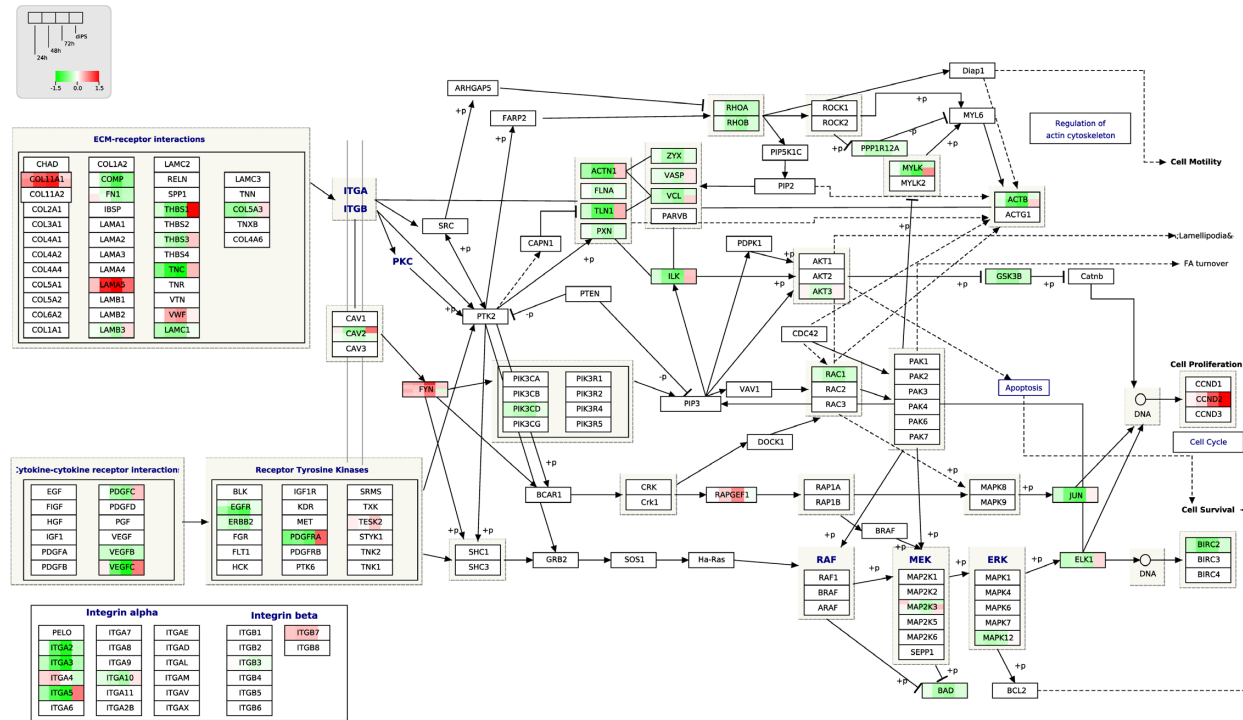 diPS
72h
48h
24h
-1.5 0.0 1.5
ECM-receptor interactions
CHAD
COL11A1
COL11A2
COL2A1
COL3A1
COL4A1
COL4A2
COL4A4
COL5A1
COL5A2
COL6A2
COL1A1
COL1A2
COMP
FN1
IBSP
LAMA1
LAMA2
LAMA3
LAMA4
LAMA5
LAMB1
LAMB2
LAMB3
LAMC2
RELN
SPP1
THBS1
THBS2
THBS3
THBS4
TNC
TNR
VTN
VWF
LAMC1
LAMC3
TNN
COL5A3
TNXB
COL4A6
ITGA
ITGB
PKC
CAV1
CAV2
CAV3
FYN
ARHGAP5
+p
FARP2
+p
SRC
+p
CAPN1
+p
+p
PTK2
-p
PTEN
-p
ACTN1
FLNA
TLN1
PXN
ZYX
VASP
VCL
PARVB
ILK
RHOA
RHOB
ROCK1
ROCK2
PIP5K1C
PIP2
+p
+p
-p
+p
PPP1R12A
MYLK
MYLK2
MYL6
Diap1
Regulation of
actin cytoskeleton
Cell Motility
ACTB
ACTG1
;Lamellipodia&
FA turnover
PDPK1
+p
+p
AKT1
AKT2
AKT3
+p
GSK3B
+p
Catnb
CDC42
PIK3CA
PIK3CB
PIK3CD
PIK3CG
PIK3R1
PIK3R2
PIK3R4
PIK3R5
PIP3
VAV1
RAC1
RAC2
RAC3
PAK1
PAK2
PAK3
PAK4
PAK6
PAK7
Apoptosis
DNA
Cell Proliferation
CCND1
CCND2
CCND3
Cell Cycle
DOCK1
+p
BCAR1
CRK
Crk1
RAPGEF1
RAP1A
RAP1B
+p
MAPK8
MAPK9
+p
JUN
Cell Survival
Cytokine-cytokine receptor interactions
EGF
FIGF
HGF
IGF1
PDGFA
PDGFB
PDGFC
PDGFD
PGF
VEGF
VEGFB
VEGFC
Receptor Tyrosine Kinases
BLK
EGFR
ERBB2
FGR
FLT1
HCK
IGF1R
KDR
MET
PDGFRA
PDGFRB
PTK6
SRMS
TXK
TESK2
STYK1
TNK2
TNK1
+p
+p
SHC1
SHC3
GRB2
SOS1
Ha-Ras
BRAF
+p
+p
+p
RAF
RAF1
BRAF
ARAF
+p
MEK
MAP2K1
MAP2K2
MAP2K3
MAP2K5
MAP2K6
SEPP1
+p
ERK
MAPK1
MAPK4
MAPK6
MAPK7
MAPK12
+p
ELK1
DNA
BIRC2
BIRC3
BIRC4
+p
+p
BAD
+p
BCL2
Integrin alpha
PELO
ITGA2
ITGA3
ITGA4
ITGA5
ITGA6
ITGA7
ITGA8
ITGA9
ITGA10
ITGA11
ITGA2B
ITGAE
ITGAD
ITGAL
ITGAM
ITGAV
ITGAX
Integrin beta
ITGB1
ITGB2
ITGB3
ITGB4
ITGB5
ITGB6
ITGB7
ITGB8